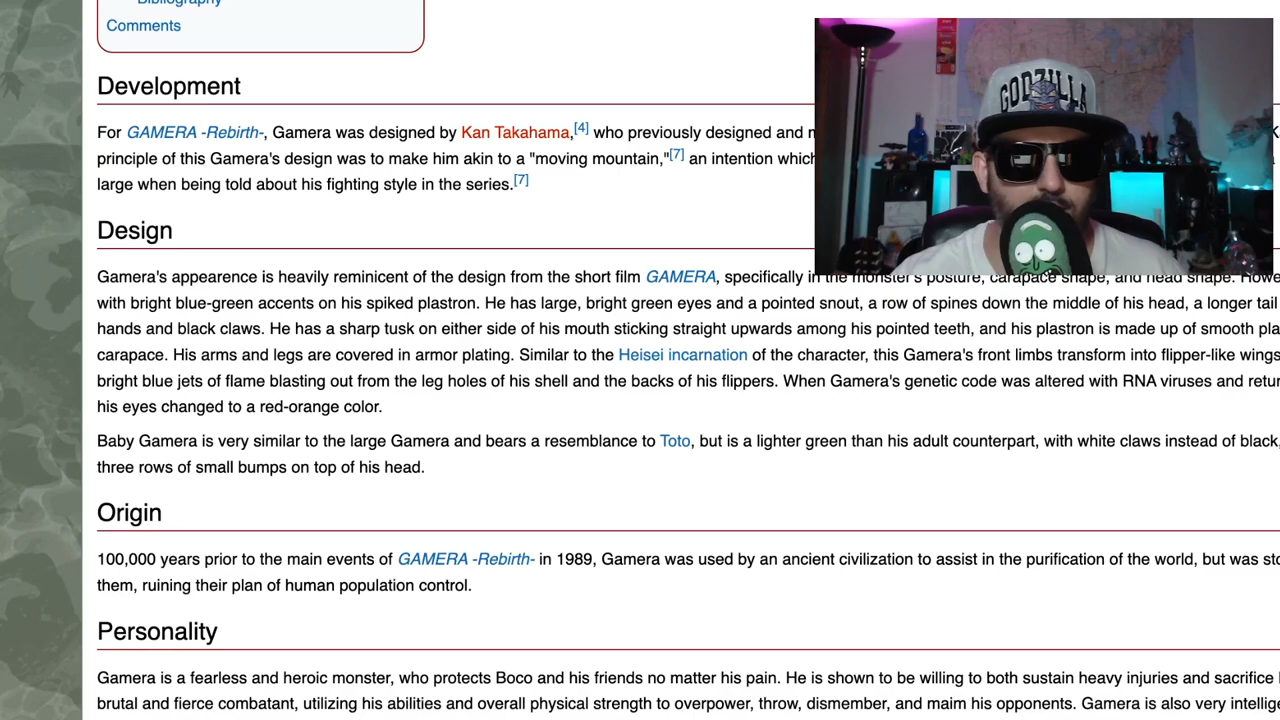 Bibliography
Comments
Development
For GAMERA -Rebirth-, Gamera was designed by Kan Takahama,[4] who previously designed and
principle of this Gamera's design was to make him akin to a "moving mountain,"[7] an intention which
large when being told about his fighting style in the series.[7]
GODZILLA
Design
Gamera's appearence is heavily reminicent of the design from the short film GAMERA, specifically in the monster's posture, carapace shape, and head shape.
with bright blue-green accents on his spiked plastron. He has large, bright green eyes and a pointed snout, a row of spines down the middle of his head, a longer tail
hands and black claws. He has a sharp tusk on either side of his mouth sticking straight upwards among his pointed teeth, and his plastron is made up of smooth
carapace. His arms and legs are covered in armor plating. Similar to the Heisei incarnation of the character, this Gamera's front limbs transform into flipper-like wings
bright blue jets of flame blasting out from the leg holes of his shell and the backs of his flippers. When Gamera's genetic code was altered with RNA viruses and
his eyes changed to a red-orange color.
Baby Gamera is very similar to the large Gamera and bears a resemblance to Toto, but is a lighter green than his adult counterpart, with white claws instead of black,
three rows of small bumps on top of his head.
Origin
100,000 years prior to the main events of GAMERA -Rebirth- in 1989, Gamera was used by an ancient civilization to assist in the purification of the world, but was
them, ruining their plan of human population control.
Personality
Gamera is a fearless and heroic monster, who protects Boco and his friends no matter his pain. He is shown to be willing to both sustain heavy injuries and sacrifice
brutal and fierce combatant, utilizing his abilities and overall physical strength to overpower, throw, dismember, and maim his opponents. Gamera is also very